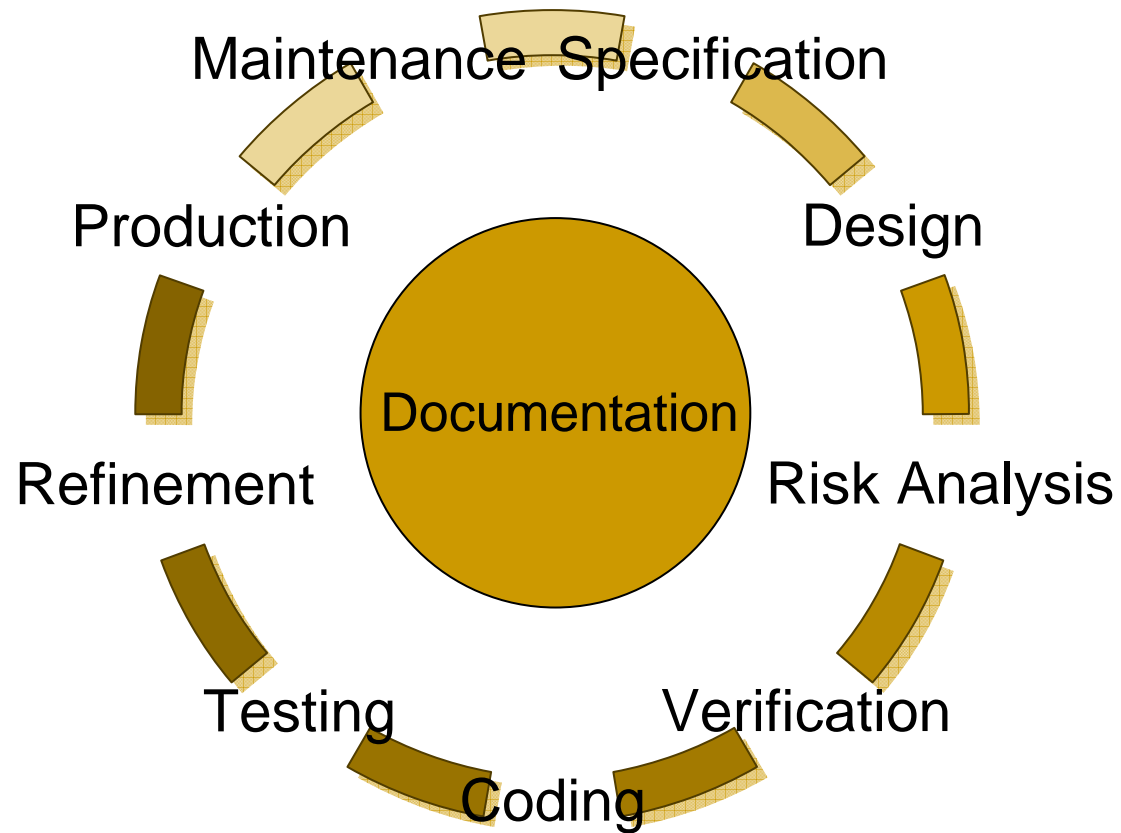 Maintenance Specification
Production
Design
Documentation
Refinement
Risk Analysis
Testing
Verification
Coding